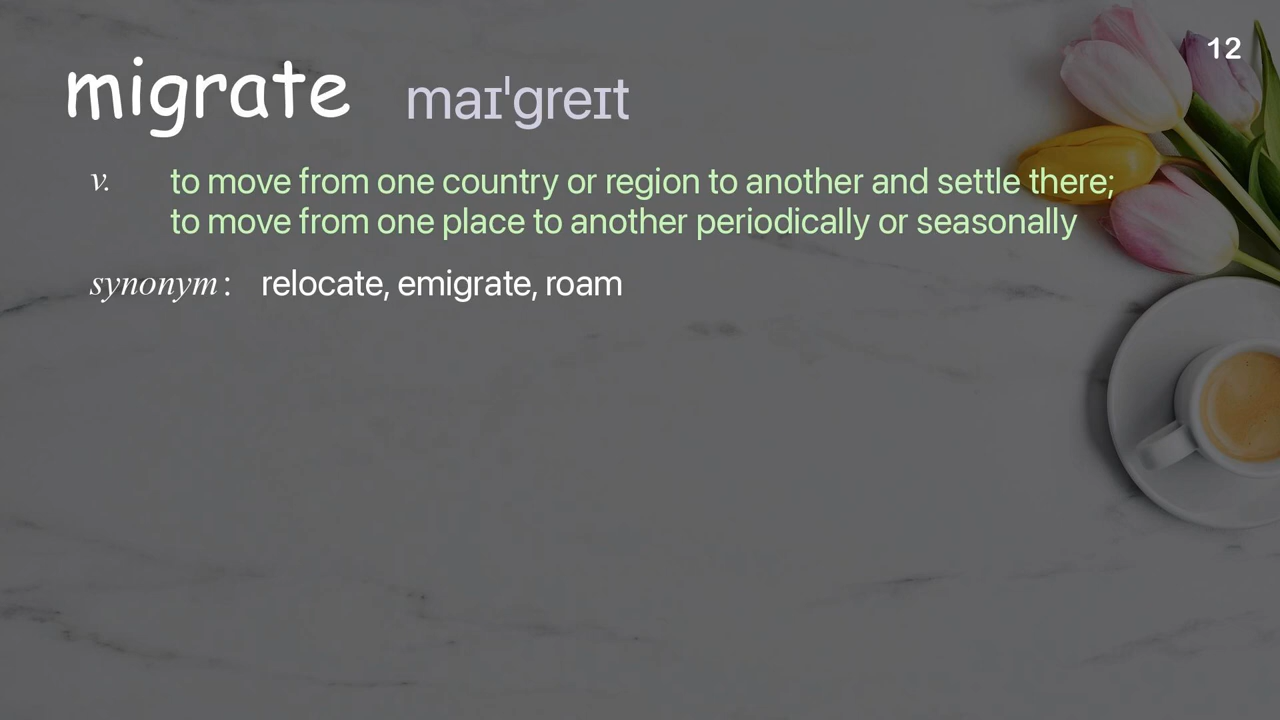 12
migrate maɪˈɡreɪt
v. to move from one country or region to another and settle there;
to move from one place to another periodically or seasonally
synonym : relocate, emigrate, roam